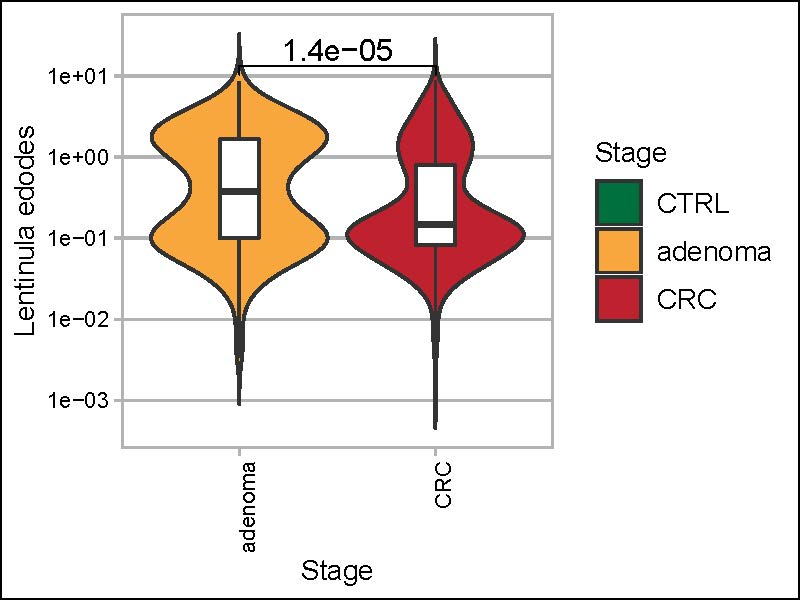 1.4e−05
1e+01
1e+00
1e−01
1e−02
1e−03
Lentinula edodes
adenoma
CRC
Stage
Stage
CTRL
adenoma
CRC